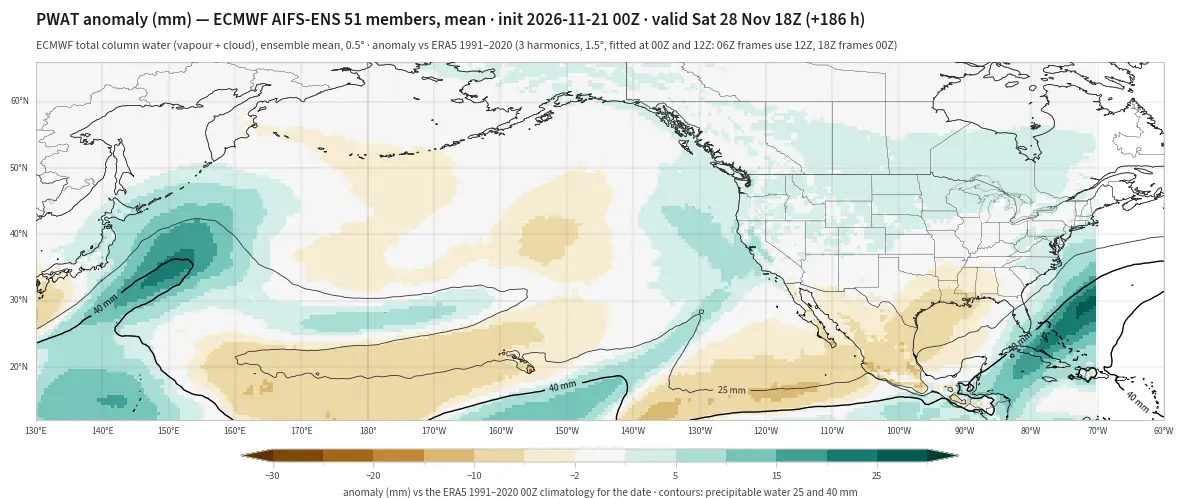 PWAT anomaly (mm) — ECMWF AIFS-ENS 51 members, mean · init 2026-11-21 00Z · valid Sat 28 Nov 18Z (+186 h)
ECMWF total column water (vapour + cloud), ensemble mean, 0.5° · anomaly vs ERA5 1991–2020 (3 harmonics, 1.5°, fitted at 00Z and 12Z: 06Z frames use 12Z, 18Z frames 00Z)
60°N
50°N
40°N
30°N
20°N
40 mm
40 mm
25 mm
40 mm
130°E 140°E 150°E 160°E 170°E 180° 170°W 160°W 150°W 140°W 130°W 120°W 110°W 100°W 90°W 80°W 70°W 60°W
−30 −20 −10 −2 5 15 25
anomaly (mm) vs the ERA5 1991–2020 00Z climatology for the date · contours: precipitable water 25 and 40 mm